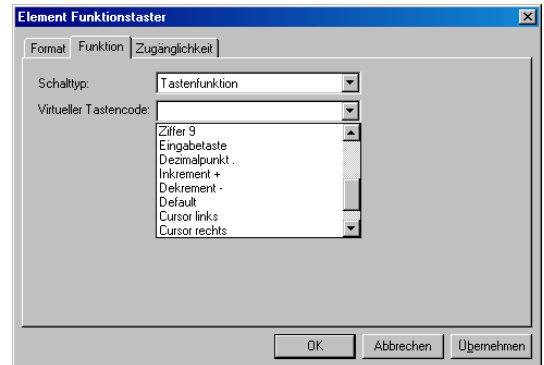 Element Funktionstaster
Format Funktion Zugänglichkeit
Schalttyp: Tastenfunktion
Virtueller Tastencode:
Ziffer 9
Eingabetaste
Dezimalpunkt .
Inkrement +
Dekrement -
Default
Cursor links
Cursor rechts
OK Abbrechen Übernehmen